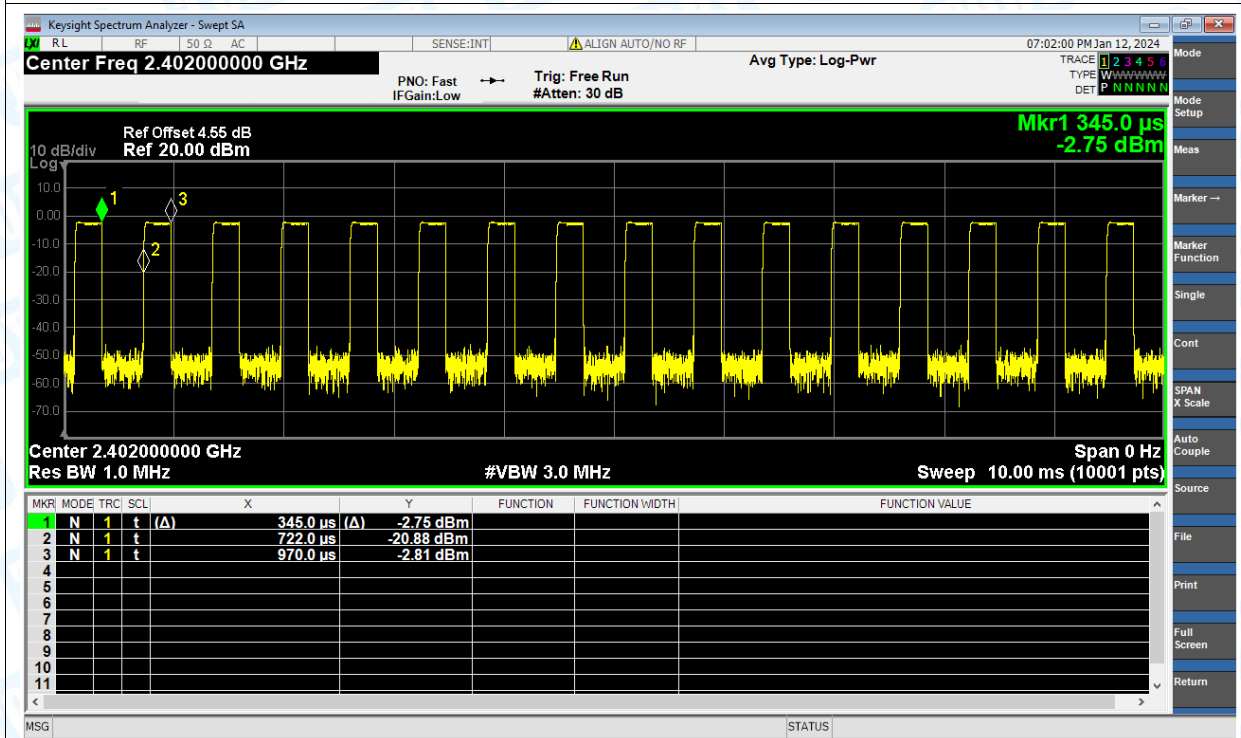 Keysight Spectrum Analyzer - Swept SA
LXI RL RF 50 Ω AC SENSE:INT ALIGN AUTO/NO RF 07:02:00 PM Jan 12, 2024
Center Freq 2.402000000 GHz
Avg Type: Log-Pwr
TRACE 1 2 3 4 5 6
TYPE WWWWWW
DET P N N N N N
PNO: Fast
IFGain:Low
Trig: Free Run
#Atten: 30 dB
Mkr1 345.0 µs
-2.75 dBm
Ref Offset 4.55 dB
10 dB/div Ref 20.00 dBm
Log
10.0
0.00
-10.0
-20.0
-30.0
-40.0
-50.0
-60.0
-70.0
1
2
3
Center 2.402000000 GHz Span 0 Hz
Res BW 1.0 MHz #VBW 3.0 MHz Sweep 10.00 ms (10001 pts)
MKR MODE TRC SCL X Y FUNCTION FUNCTION WIDTH FUNCTION VALUE
1 N 1 t (Δ) 345.0 µs (Δ) -2.75 dBm
2 N 1 t 722.0 µs -20.88 dBm
3 N 1 t 970.0 µs -2.81 dBm
4
5
6
7
8
9
10
11
MSG STATUS
Mode
Mode
Setup
Meas
Marker →
Marker
Function
Single
Cont
SPAN
X Scale
Auto
Couple
Source
File
Print
Full
Screen
Return